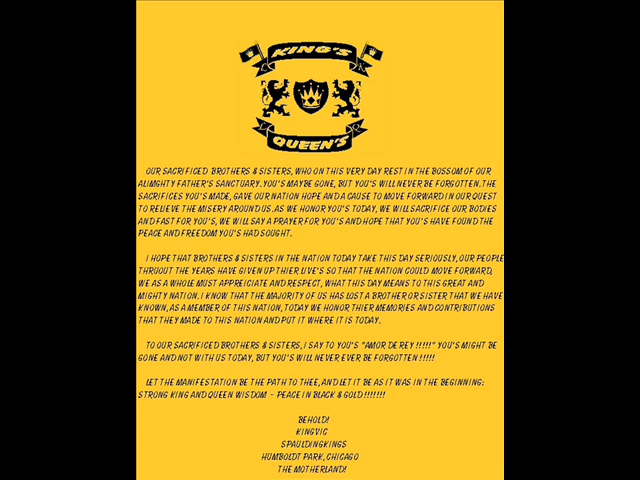 KING'S
QUEEN'S
OUR SACRIFICED BROTHERS & SISTERS, WHO ON THIS VERY DAY REST IN THE BOSSOM OF OUR
ALIMGHTY FATHER'S SANCTUARY. YOU'S MAYBE GONE, BUT YOU'S WILL NEVER BE FORGOTTEN. THE
SACRIFICES YOU'S MADE, GAVE OUR NATION HOPE AND A CAUSE TO MOVE FORWARD IN OUR QUEST
TO RELIEVE THE MISERY AROUND US. AS WE HONOR YOU'S TODAY, WE WILL SACRIFICE OUR BODIES
AND FAST FOR YOU'S, WE WILL SAY A PRAYER FOR YOU'S AND HOPE THAT YOU'S HAVE FOUND THE
PEACE AND FREEDOM YOU'S HAD SOUGHT.
I HOPE THAT BROTHERS & SISTERS IN THE NATION TODAY TAKE THIS DAY SERIOUSLY, OUR PEOPLE
THRUOUT THE YEARS HAVE GIVEN UP THIER LIVE'S SO THAT THE NATION COULD MOVE FORWARD,
WE AS A WHOLE MUST APPRECIATE AND RESPECT, WHAT THIS DAY MEANS TO THIS GREAT AND
MIGHTY NATION. I KNOW THAT THE MAJORITY OF US HAS LOST A BROTHER OR SISTER THAT WE HAVE
KNOWN, AS A MEMBER OF THIS NATION, TODAY WE HONOR THIER MEMORIES AND CONTRIBUTIONS
THAT THEY MADE TO THIS NATION AND PUT IT WHERE IT IS TODAY.
TO OUR SACRIFICED BROTHERS & SISTERS, I SAY TO YOU'S "AMOR DE REY !!!!!" YOU'S MIGHT BE
GONE AND NOT WITH US TODAY, BUT YOU'S WILL NEVER EVER BE FORGOTTEN !!!!!
LET THE MANIFESTATION BE THE PATH TO THEE, AND LET IT BE AS IT WAS IN THE BEGINNING;
STRONG KING AND QUEEN WISDOM - PEACE IN BLACK & GOLD !!!!!!!
BEHOLD!
KING VIC
SPAULDING KINGS
HUMBOLDT PARK, CHICAGO
THE MOTHERLAND!